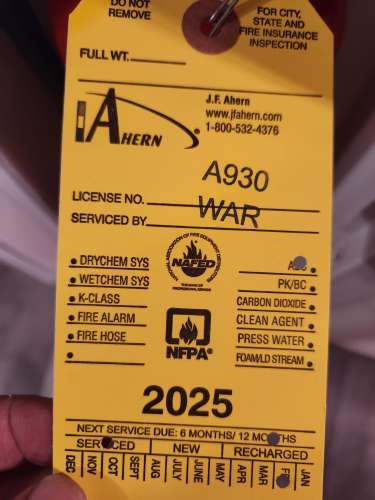 DO NOT
REMOVE
FOR CITY,
STATE AND
FIRE INSURANCE
INSPECTION
FULL WT.
AHERN
J.F. Ahern
www.jfahern.com
1-800-532-4376
LICENSE NO. A930
SERVICED BY WAR
DRYCHEM SYS
WETCHEM SYS
K-CLASS
FIRE ALARM
FIRE HOSE
NAFED
NFPA®
PK/BC
CARBON DIOXIDE
CLEAN AGENT
PRESS WATER
FOAM/LD STREAM
2025
NEXT SERVICE DUE: 6 MONTHS/ 12 MONTHS
SERVICED NEW RECHARGED
DEC NOV OCT SEPT AUG JULY JUNE MAY APR MAR JAN